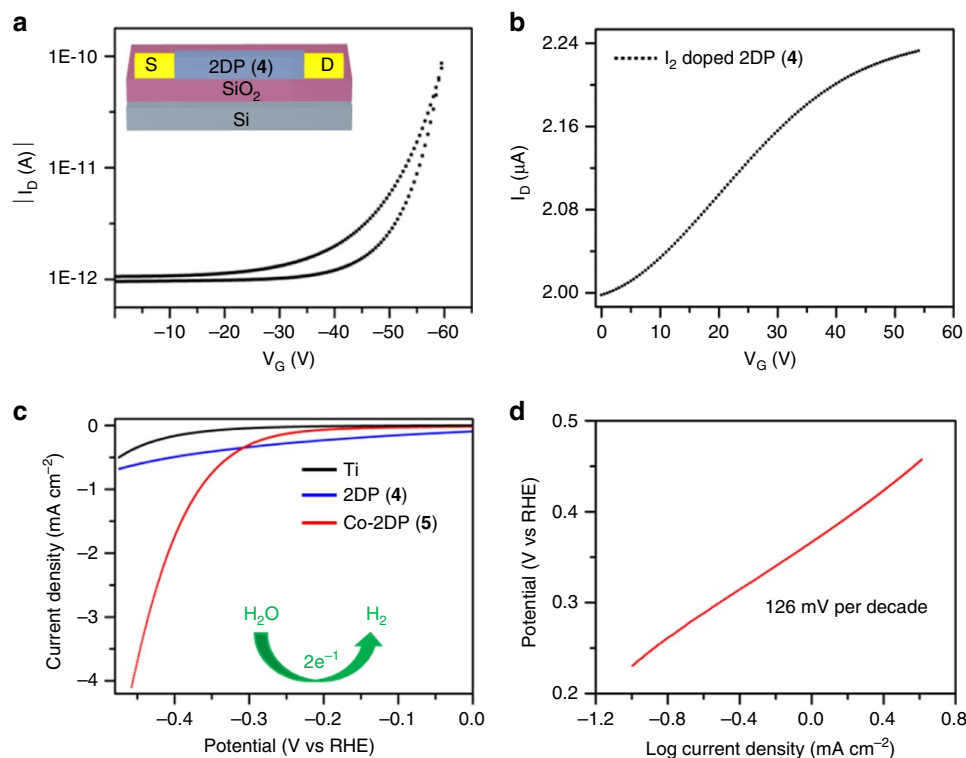 a
1E-10
1E-11
1E-12
|I_D (A)|
S
2DP (4)
D
SiO₂
Si
–10
–20
–30
–40
–50
–60
V_G (V)
b
2.24
2.16
2.08
2.00
I_D (μA)
I₂ doped 2DP (4)
0
10
20
30
40
50
60
V_G (V)
c
0
–1
–2
–3
–4
Current density (mA cm⁻²)
Ti
2DP (4)
Co-2DP (5)
H₂O
H₂
2e⁻¹
–0.4
–0.3
–0.2
–0.1
0.0
Potential (V vs RHE)
d
0.5
0.4
0.3
0.2
Potential (V vs RHE)
126 mV per decade
–1.2
–0.8
–0.4
0.0
0.4
0.8
Log current density (mA cm⁻²)